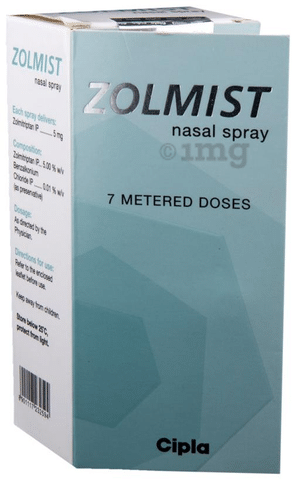 ZOLMIST
nasal spray
© 1mg
7 METERED DOSES
Cipla
ZOLMIST
nasal spray
Each spray delivers:
Zolmitriptan IP 5 mg
Composition:
Zolmitriptan IP 5.00 % w/v
Benzalkonium
Chloride IP 0.01 % w/v
(as preservative)
Dosage:
As directed by the
Physician.
Directions for use:
Refer to the enclosed
leaflet before use.
Keep away from children.
Store below 25°C,
protect from light.